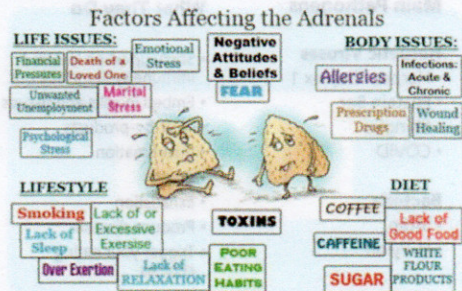 Factors Affecting the Adrenals
LIFE ISSUES:
Financial
Pressures
Death of a
Loved One
Emotional
Stress
Unwanted
Unemployment
Marital
Stress
Psychological
Stress
Negative
Attitudes
& Beliefs
FEAR
BODY ISSUES:
Allergies
Infections:
Acute &
Chronic
Prescription
Drugs
Wound
Healing
LIFESTYLE
Smoking
Lack of or
Excessive
Exersise
Lack of
Sleep
Over Exertion
Lack of
RELAXATION
TOXINS
POOR
EATING
HABITS
DIET
COFFEE
Lack of
Good Food
CAFFEINE
WHITE
FLOUR
PRODUCTS
SUGAR